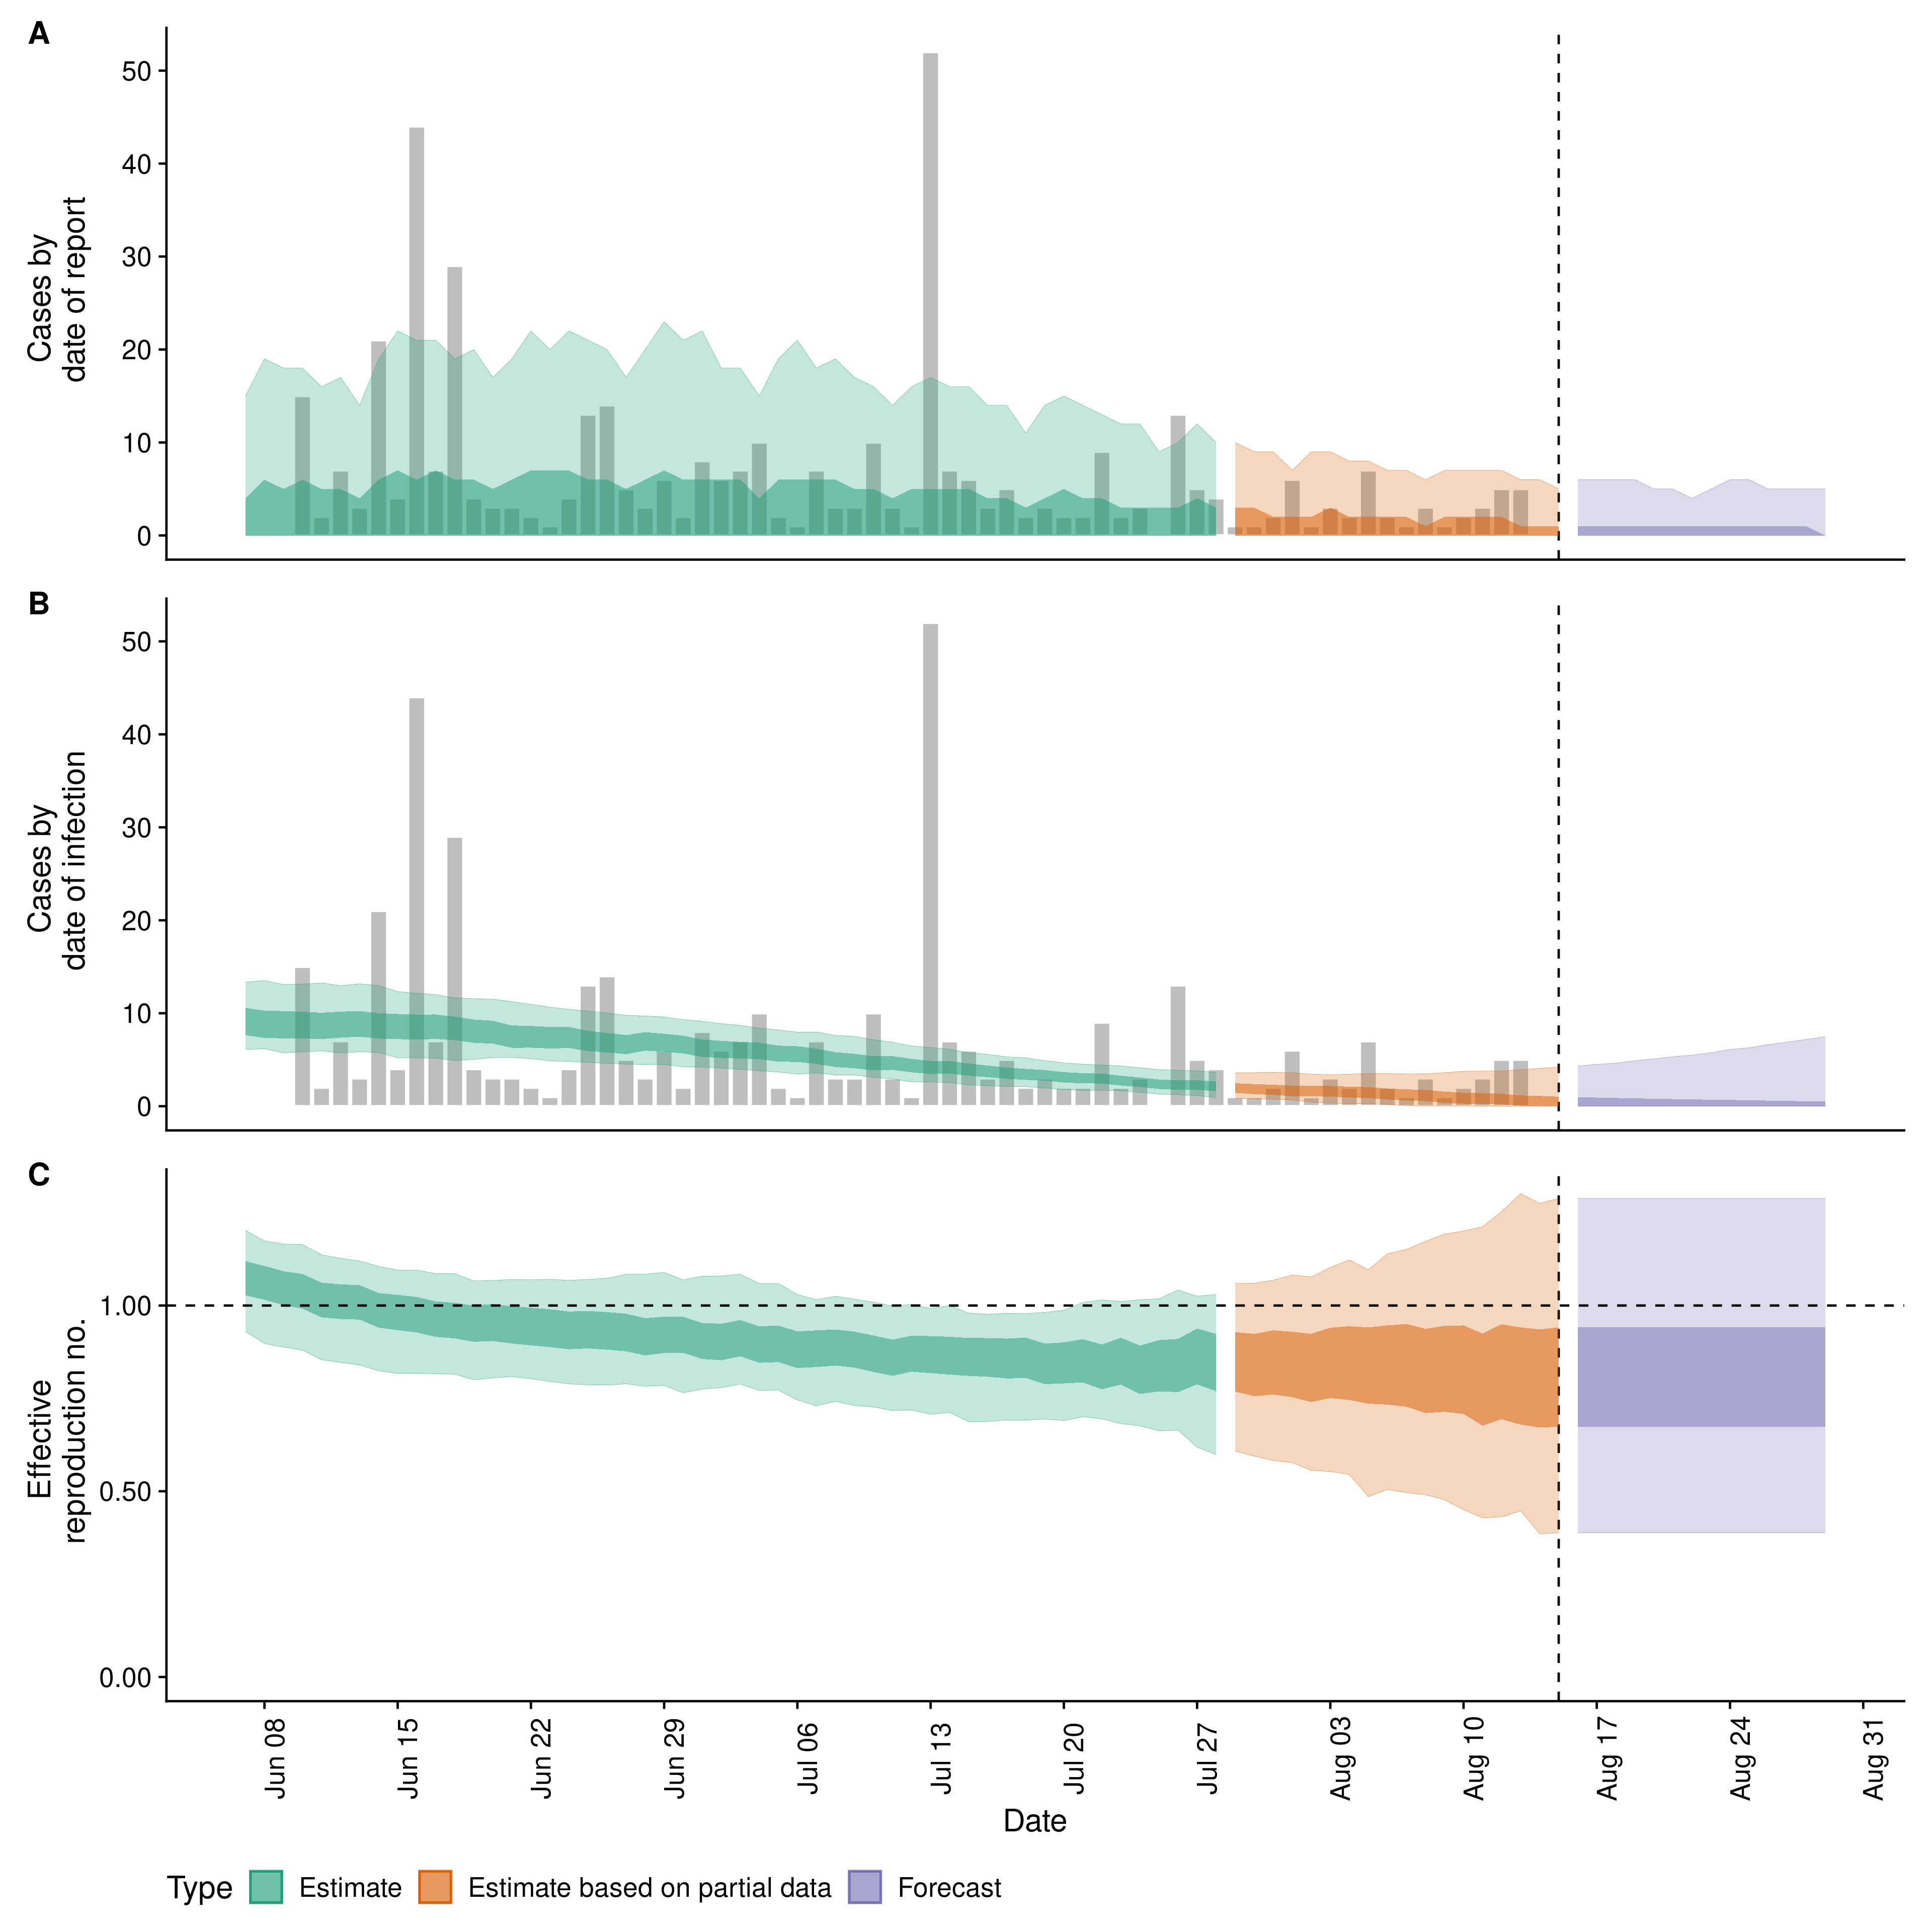 A
50
40
30
20
10
0
Cases by
date of report
B
50
40
30
20
10
0
Cases by
date of infection
C
1.00
0.50
0.00
Effective
reproduction no.
Jun 08
Jun 15
Jun 22
Jun 29
Jul 06
Jul 13
Jul 20
Jul 27
Aug 03
Aug 10
Aug 17
Aug 24
Aug 31
Date
Type Estimate Estimate based on partial data Forecast